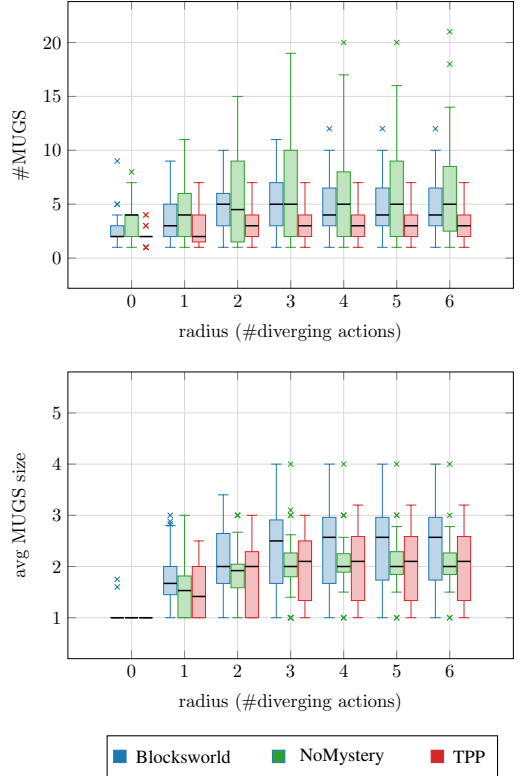 20
15
10
5
0
#MUGS
0 1 2 3 4 5 6
radius (#diverging actions)
5
4
3
2
1
avg MUGS size
0 1 2 3 4 5 6
radius (#diverging actions)
Blocksworld NoMystery TPP